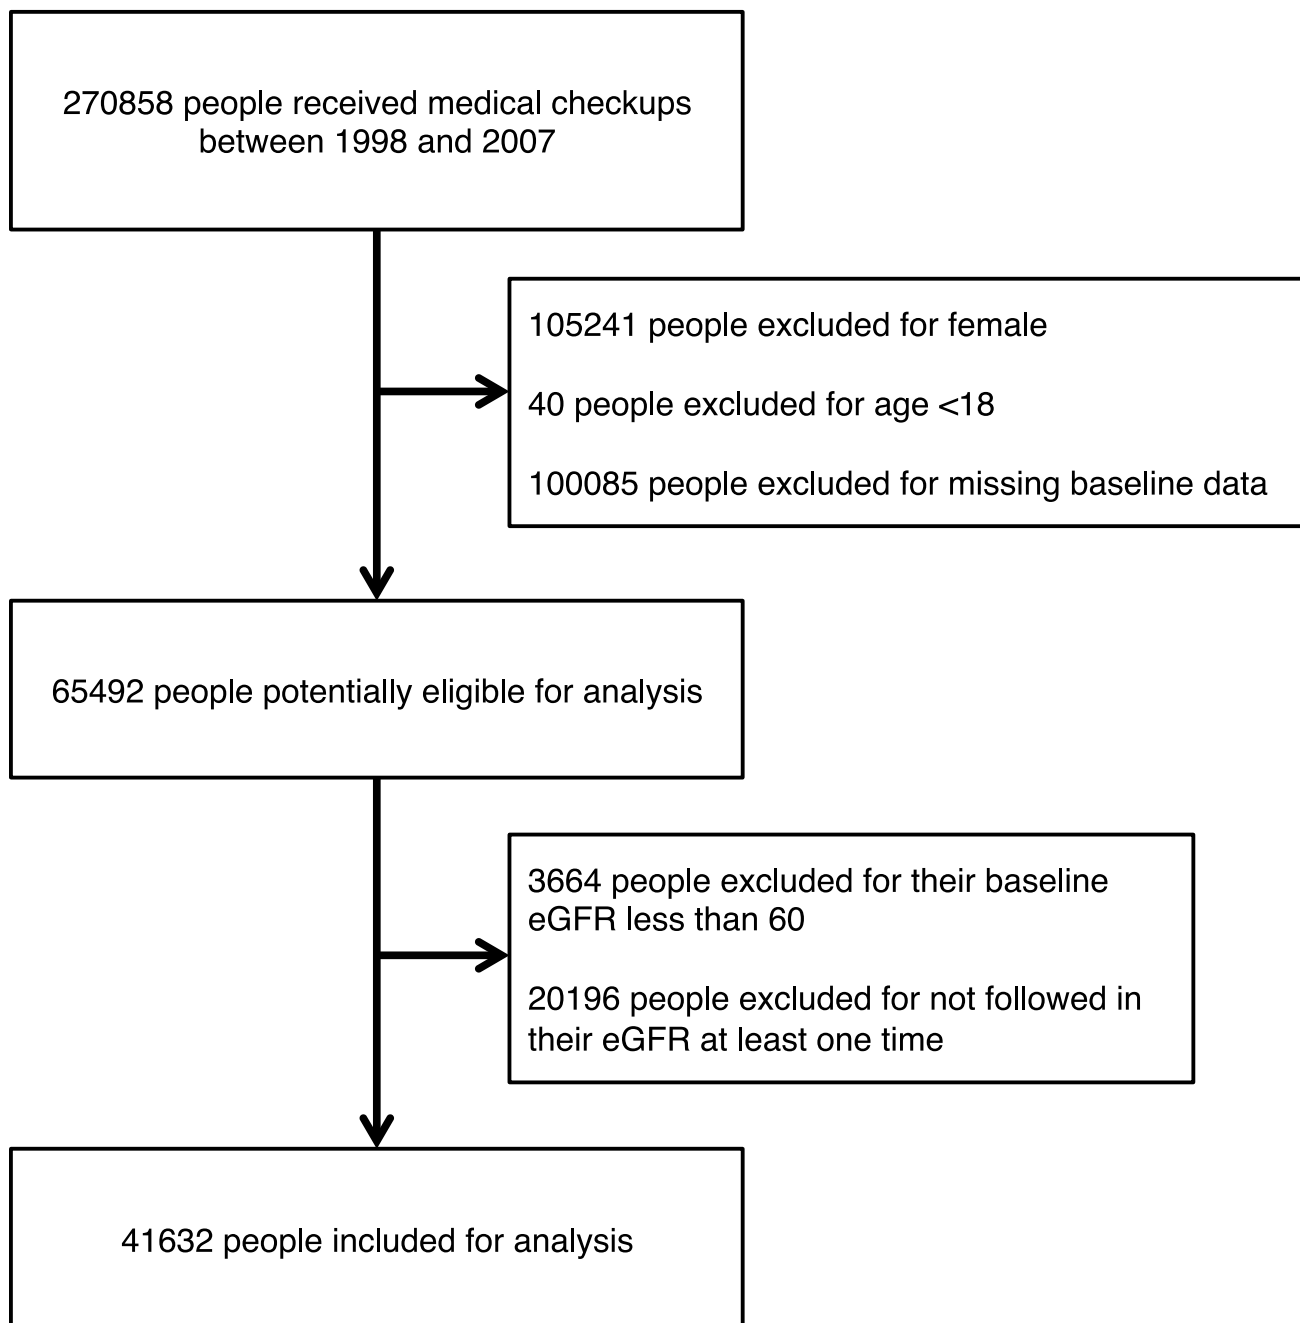 270858 people received medical checkups
between 1998 and 2007
105241 people excluded for female
40 people excluded for age <18
100085 people excluded for missing baseline data
65492 people potentially eligible for analysis
3664 people excluded for their baseline
eGFR less than 60
20196 people excluded for not followed in
their eGFR at least one time
41632 people included for analysis